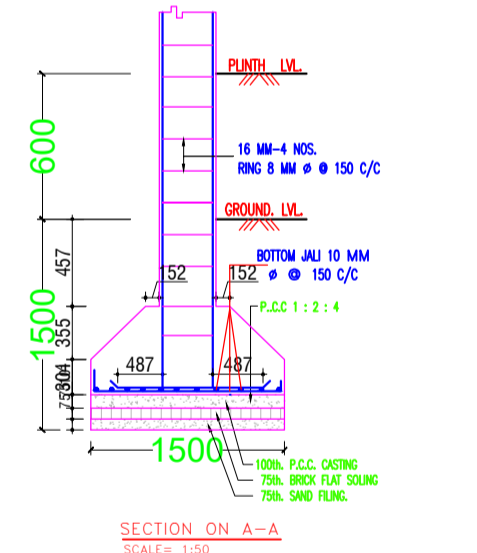 PLINTH LVL.
600
16 MM-4 NOS.
RING 8 MM Ø @ 150 C/C
GROUND. LVL.
457
BOTTOM JALI 10 MM
Ø @ 150 C/C
152
152
P.C.C 1 : 2 : 4
1500
355
487
487
304
75
1500
100th. P.C.C. CASTING
75th. BRICK FLAT SOLING
75th. SAND FILING.
SECTION ON A-A
SCALE= 1:50